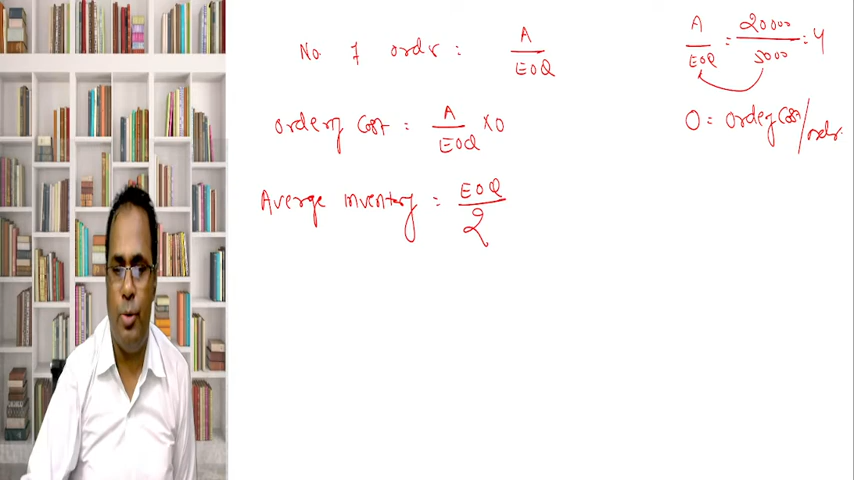 No of order = A / EOQ
Ordering Cost = A / EOQ × O
Average Inventory = EOQ / 2
A / EOQ = 20000 / 5000 = 4
O = Ordering Cost / order